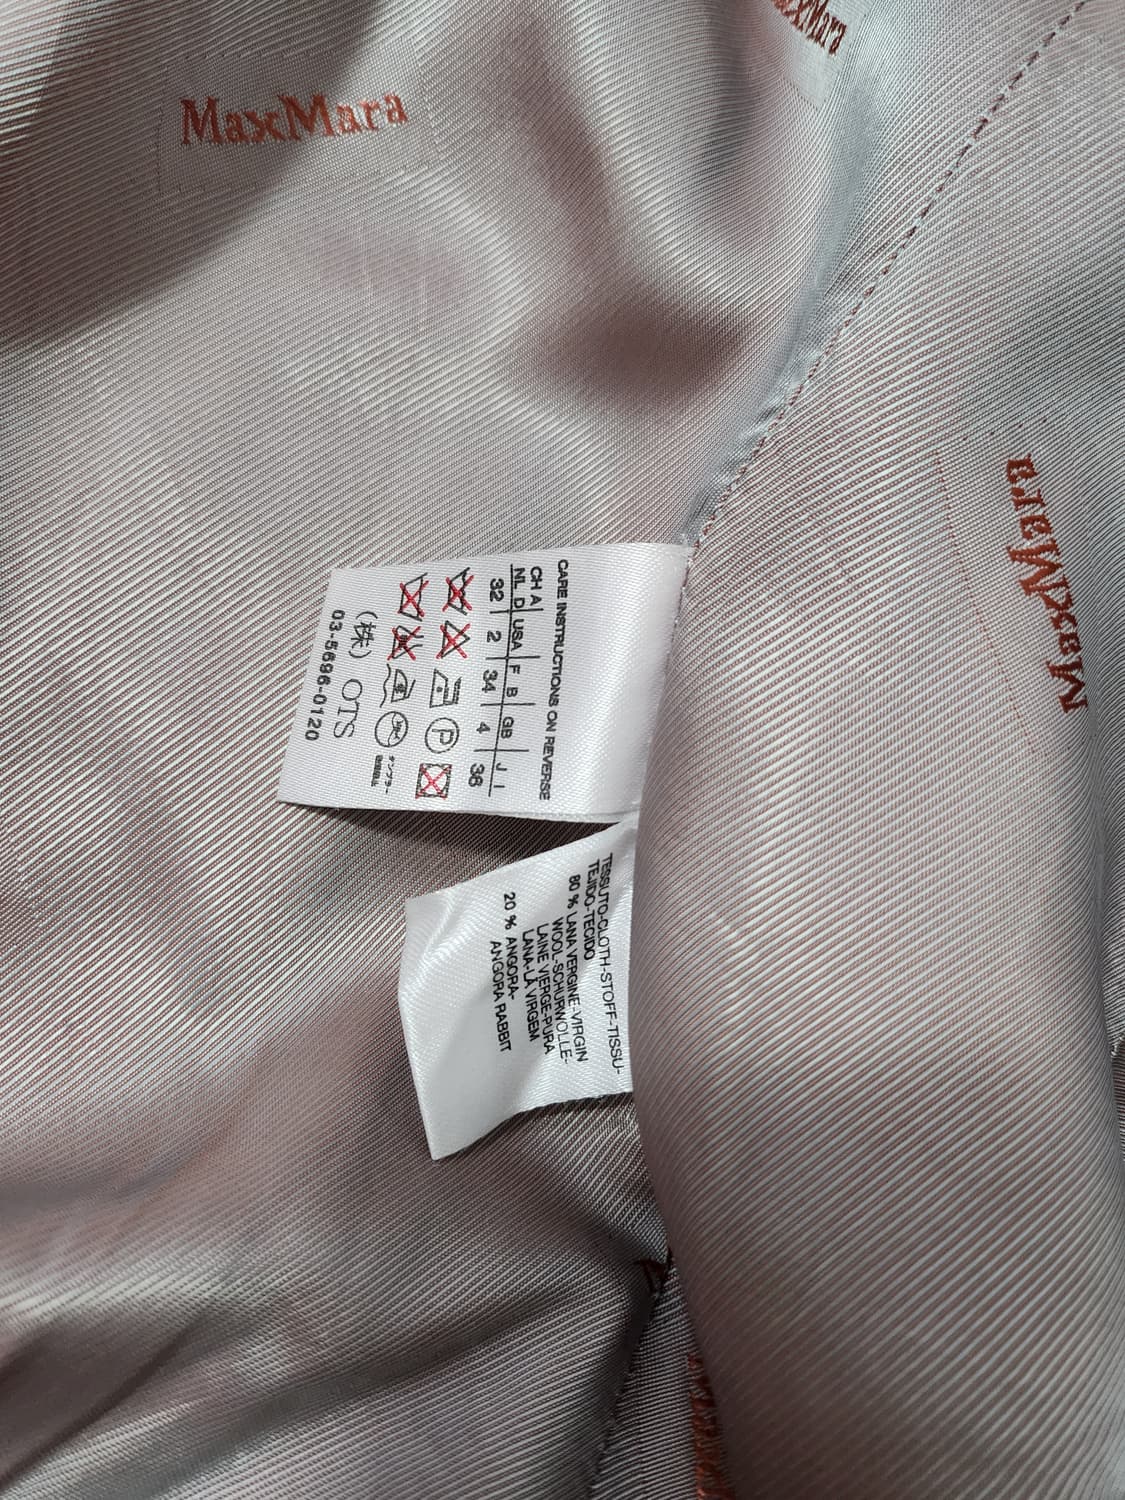 MaxMara
MaxMara
MaxMara
CARE INSTRUCTIONS ON REVERSE
CH A
NL D USA F B GB J I
32 2 34 4 36
P
(株) OTS
03-5696-0120
TESSUTO-CLOTH-STOFF-TISSU-
TEJIDO-TECIDO
80 % LANA VERGINE-VIRGIN
WOOL-SCHURWOLLE-
LAINE VIERGE-PURA
LANA-LÃ VIRGEM
20 % ANGORA-
ANGORA RABBIT